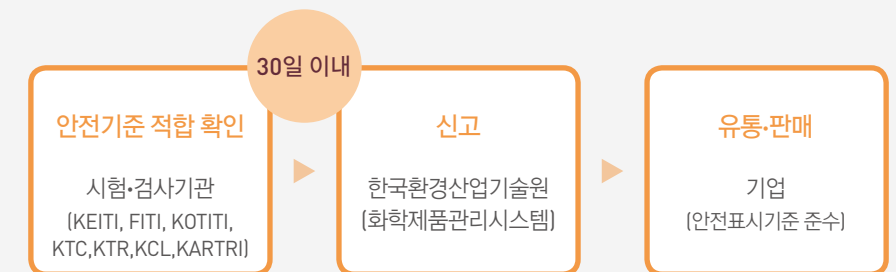 30일 이내
안전기준 적합 확인
시험•검사기관
(KEITI, FITI, KOTITI,
KTC,KTR,KCL,KARTRI)
신고
한국환경산업기술원
(화학제품관리시스템)
유통•판매
기업
(안전표시기준 준수)